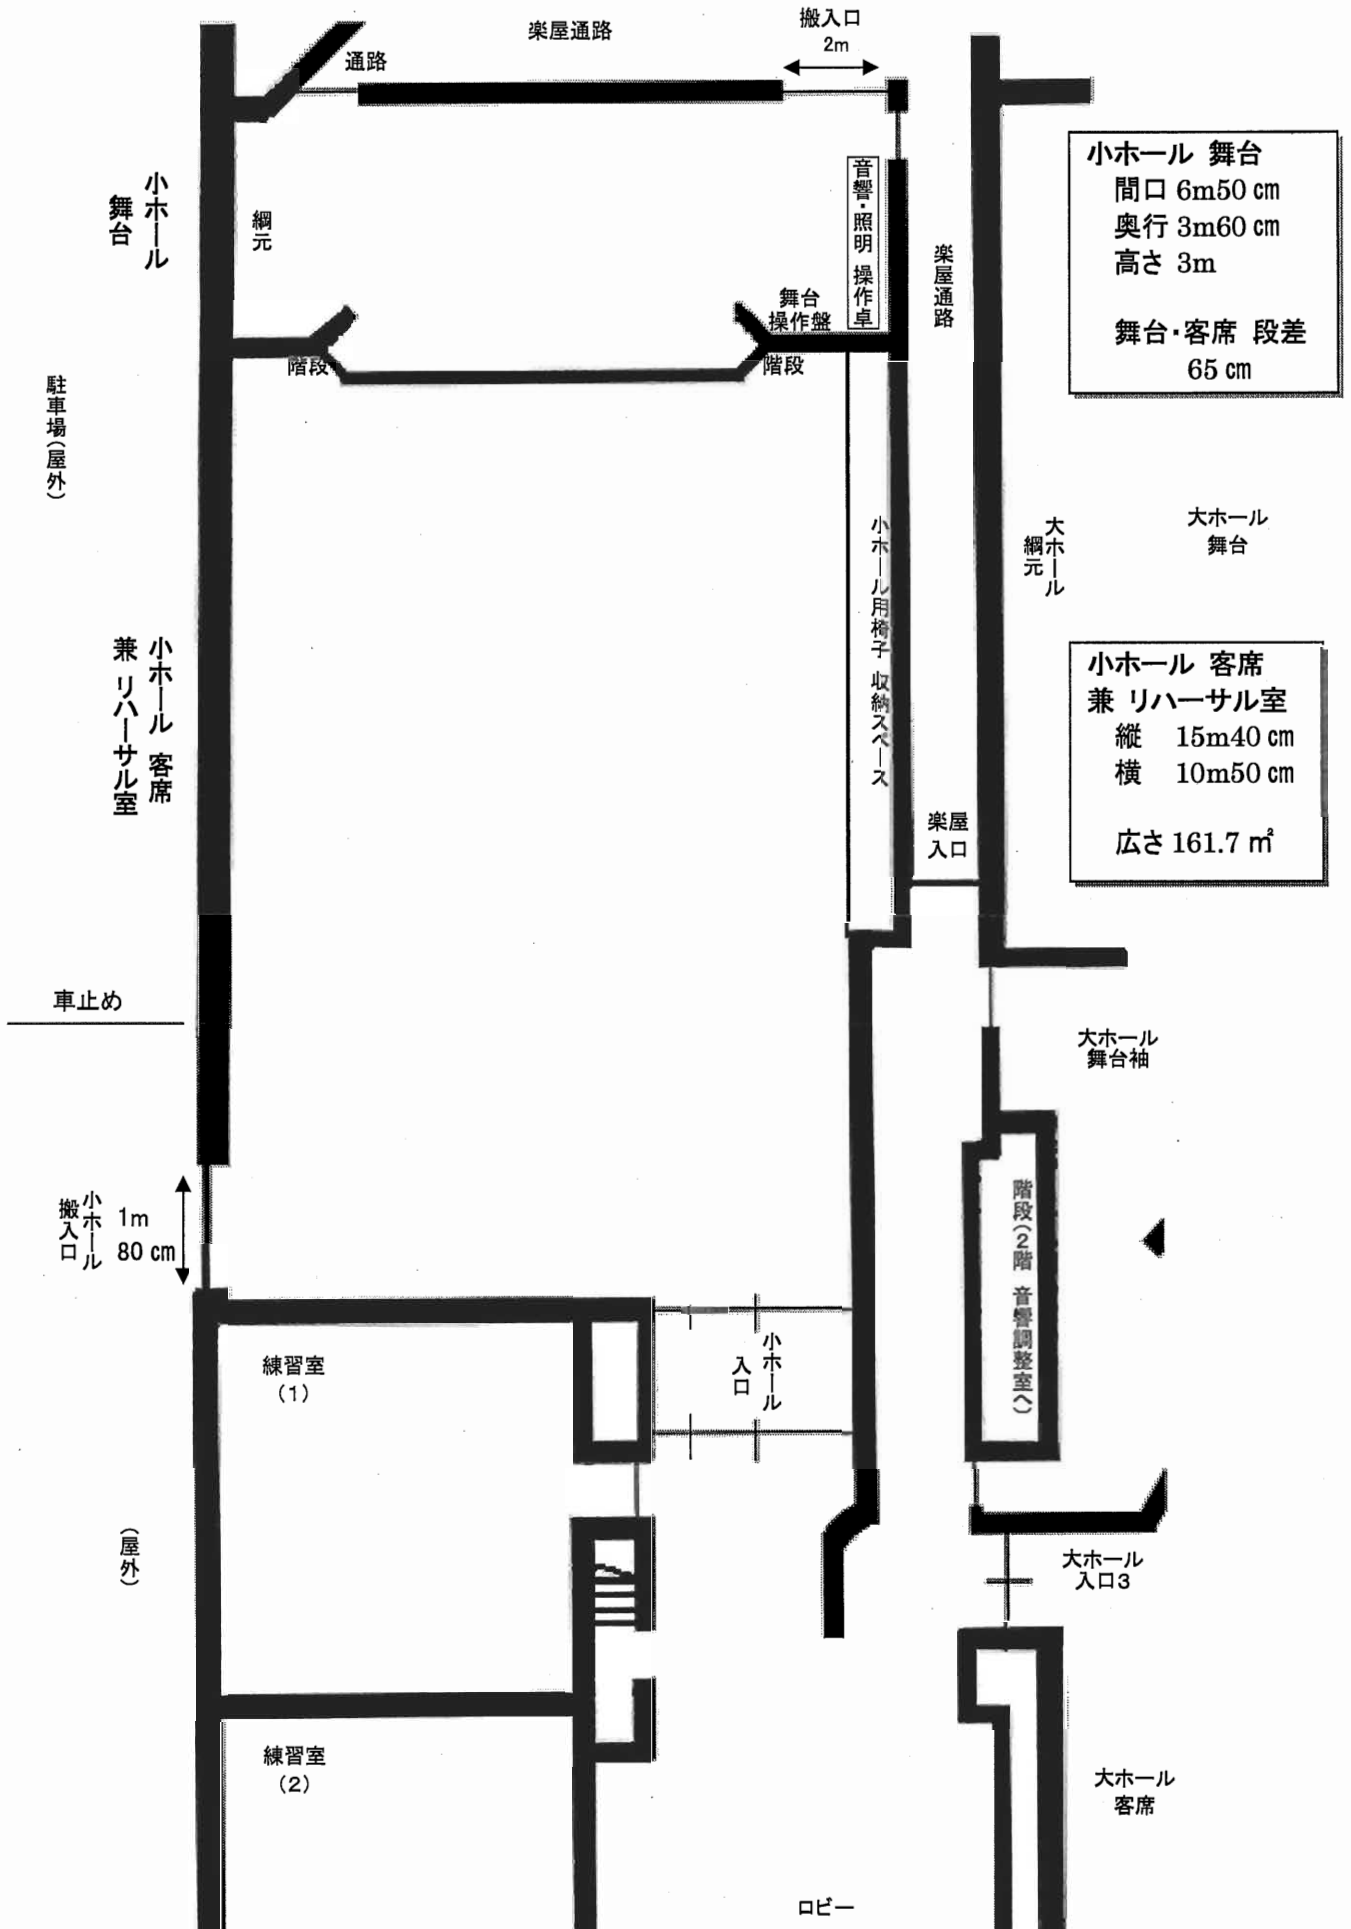 楽屋通路
搬入口
2m
通路
小ホール
舞台
綱元
音響・照明 操作卓
楽屋通路
舞台
操作盤
階段
階段
小ホール 舞台
間口 6m50 cm
奥行 3m60 cm
高さ 3m
舞台・客席 段差
65 cm
駐車場(屋外)
小ホール用椅子 収納スペース
大ホール
綱元
大ホール
舞台
小ホール 客席
兼 リハーサル室
小ホール 客席
兼 リハーサル室
縦 15m40 cm
横 10m50 cm
広さ 161.7 ㎡
楽屋
入口
車止め
大ホール
舞台袖
小ホール
搬入口
1m
80 cm
階段(2階 音響調整室へ)
練習室
(1)
小ホール
入口
(屋外)
大ホール
入口3
練習室
(2)
大ホール
客席
ロビー